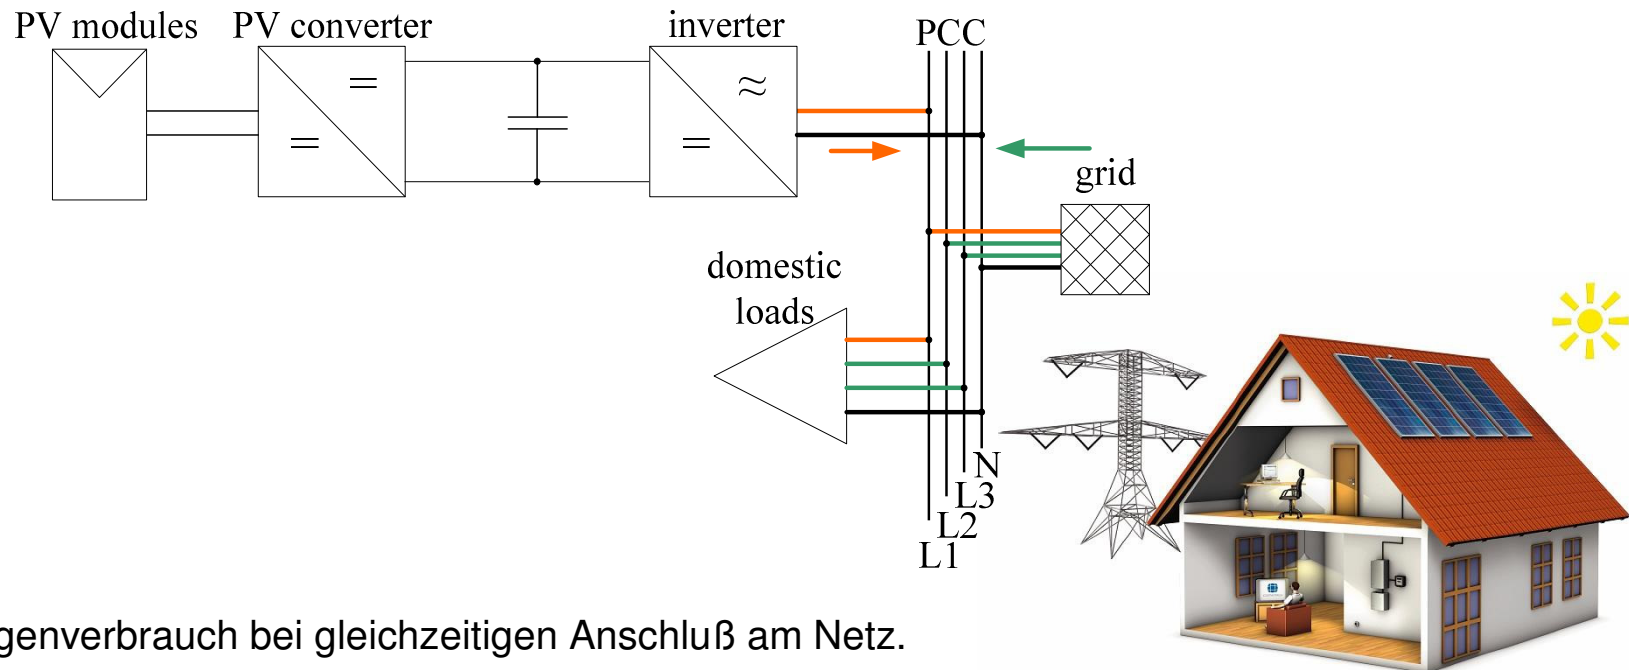 PV modules
PV converter
inverter
PCC
grid
domestic
loads
N
L3
L2
L1
genverbrauch bei gleichzeitigen Anschluß am Netz.